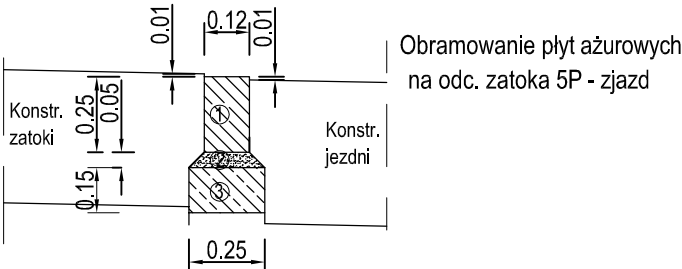 0.01
0.12
0.01
Obramowanie płyt ażurowych
na odc. zatoka 5P - zjazd
Konstr.
zatoki
0.25
0.05
1
Konstr.
jezdni
2
0.15
3
0.25